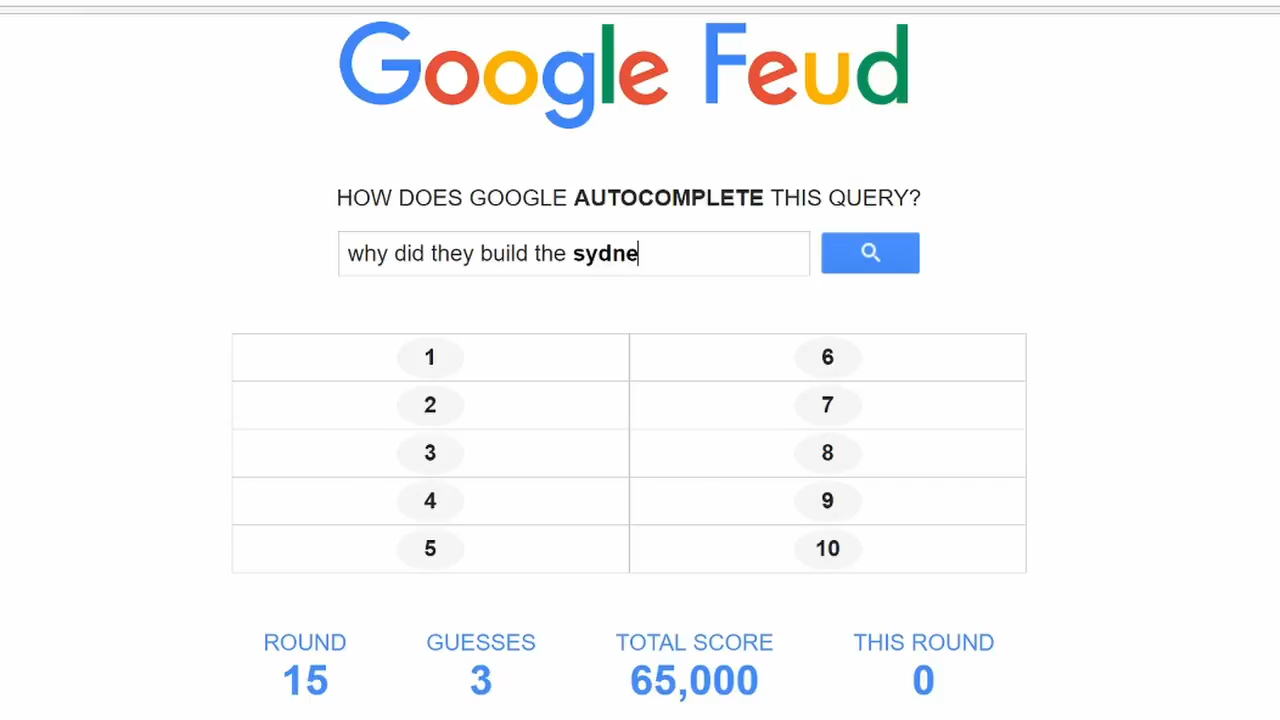 Google Feud
HOW DOES GOOGLE AUTOCOMPLETE THIS QUERY?
why did they build the sydne
1 6
2 7
3 8
4 9
5 10
ROUND GUESSES TOTAL SCORE THIS ROUND
15 3 65,000 0